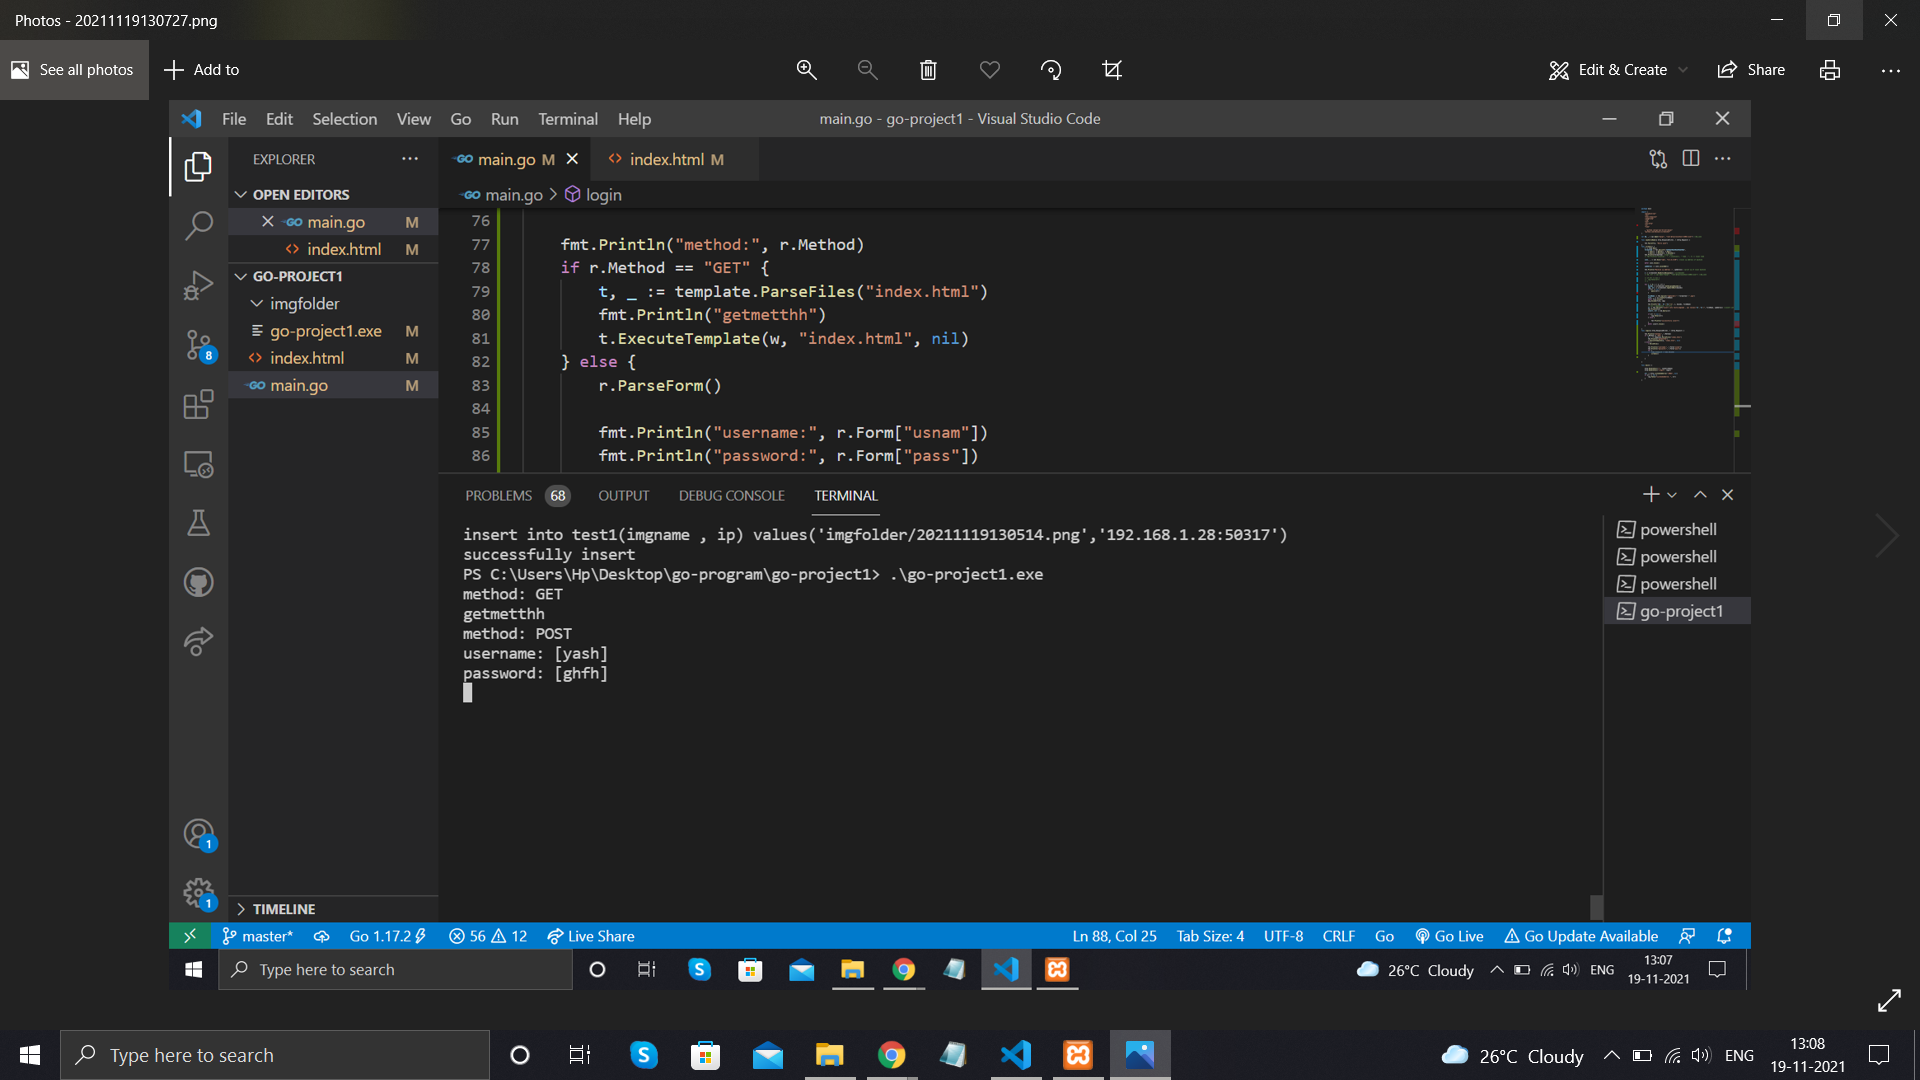 Photos - 20211119130727.png
See all photos
Add to
Edit & Create
Share
File Edit Selection View Go Run Terminal Help
main.go - go-project1 - Visual Studio Code
EXPLORER
main.go M
index.html M
OPEN EDITORS
main.go > login
main.go M
index.html M
GO-PROJECT1
imgfolder
go-project1.exe M
index.html M
main.go M
76
77 fmt.Println("method:", r.Method)
78 if r.Method == "GET" {
79 t, _ := template.ParseFiles("index.html")
80 fmt.Println("getmetthh")
81 t.ExecuteTemplate(w, "index.html", nil)
82 } else {
83 r.ParseForm()
84
85 fmt.Println("username:", r.Form["usnam"])
86 fmt.Println("password:", r.Form["pass"])
PROBLEMS 68 OUTPUT DEBUG CONSOLE TERMINAL
insert into test1(imgname , ip) values('imgfolder/20211119130514.png','192.168.1.28:50317')
successfully insert
PS C:\Users\Hp\Desktop\go-program\go-project1> .\go-project1.exe
method: GET
getmetthh
method: POST
username: [yash]
password: [ghfh]
powershell
powershell
powershell
go-project1
8
1
1
TIMELINE
master* Go 1.17.2 56 12 Live Share
Ln 88, Col 25 Tab Size: 4 UTF-8 CRLF Go Go Live Go Update Available
Type here to search
26°C Cloudy ENG
13:07
19-11-2021
Type here to search
26°C Cloudy ENG
13:08
19-11-2021